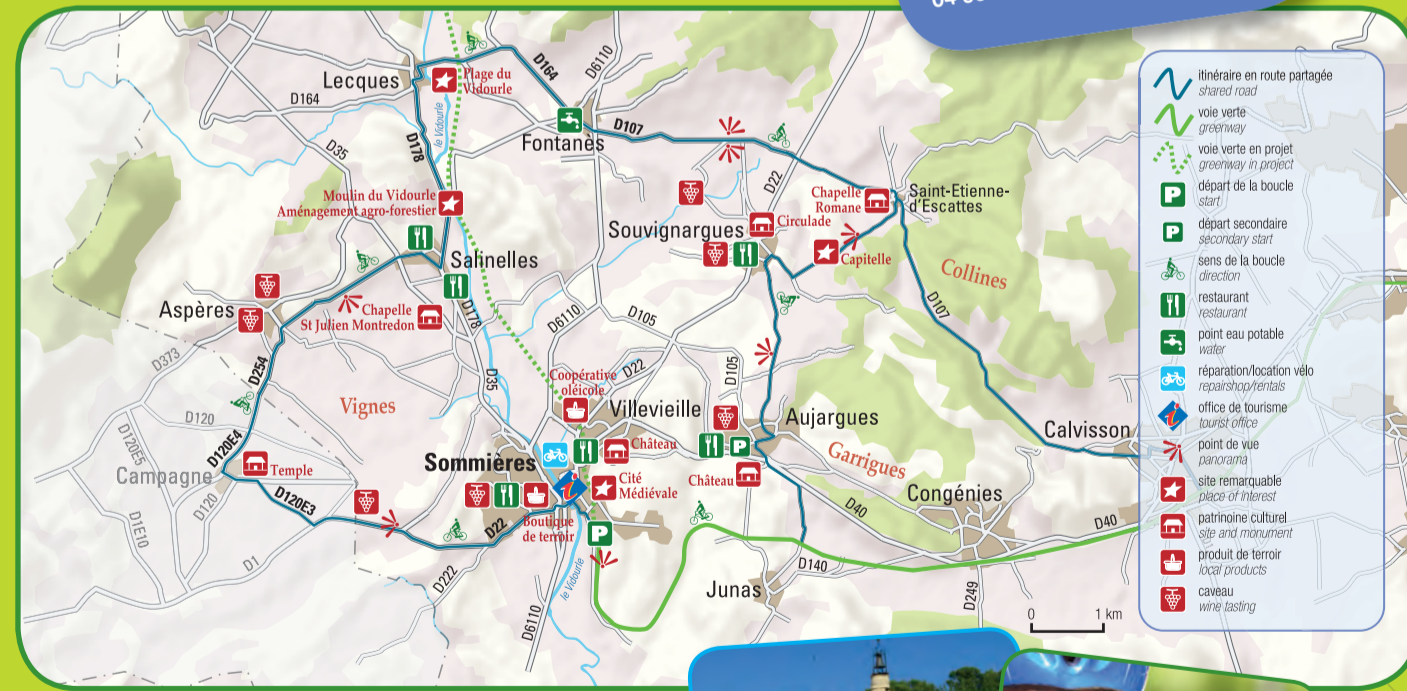 Lecques
Plage du
Vidourle
D164
D6110
D164
le Vidourle
D178
D35
Fontanès
D107
D22
Moulin du Vidourle
Aménagement agro-forestier
Chapelle
Romane
Saint-Etienne-
d'Escattes
Souvignargues
Circulade
Capitelle
Collines
Salinelles
Aspères
Chapelle
St Julien Montredon
D178
D6110
D105
D107
D373
D254
D35
Coopérative
oléicole
D22
D105
Vignes
D120
D120E5
D120E4
Villevieille
Aujargues
Calvisson
Campagne
Temple
Sommières
Château
Garrigues
D120
D120E3
Cité
Médiévale
Château
Congénies
D1E10
D22
Boutique
de terroir
D40
D40
D1
D222
D6110
le Vidourle
Junas
D140
D249
0
1 km
itinéraire en route partagée
shared road
voie verte
greenway
voie verte en projet
greenway in project
P
départ de la boucle
start
P
départ secondaire
secondary start
sens de la boucle
direction
restaurant
restaurant
point eau potable
water
réparation/location vélo
repairshop/rentals
office de tourisme
tourist office
point de vue
panorama
site remarquable
place of interest
patrimoine culturel
site and monument
produit de terroir
local products
caveau
wine tasting
P
P